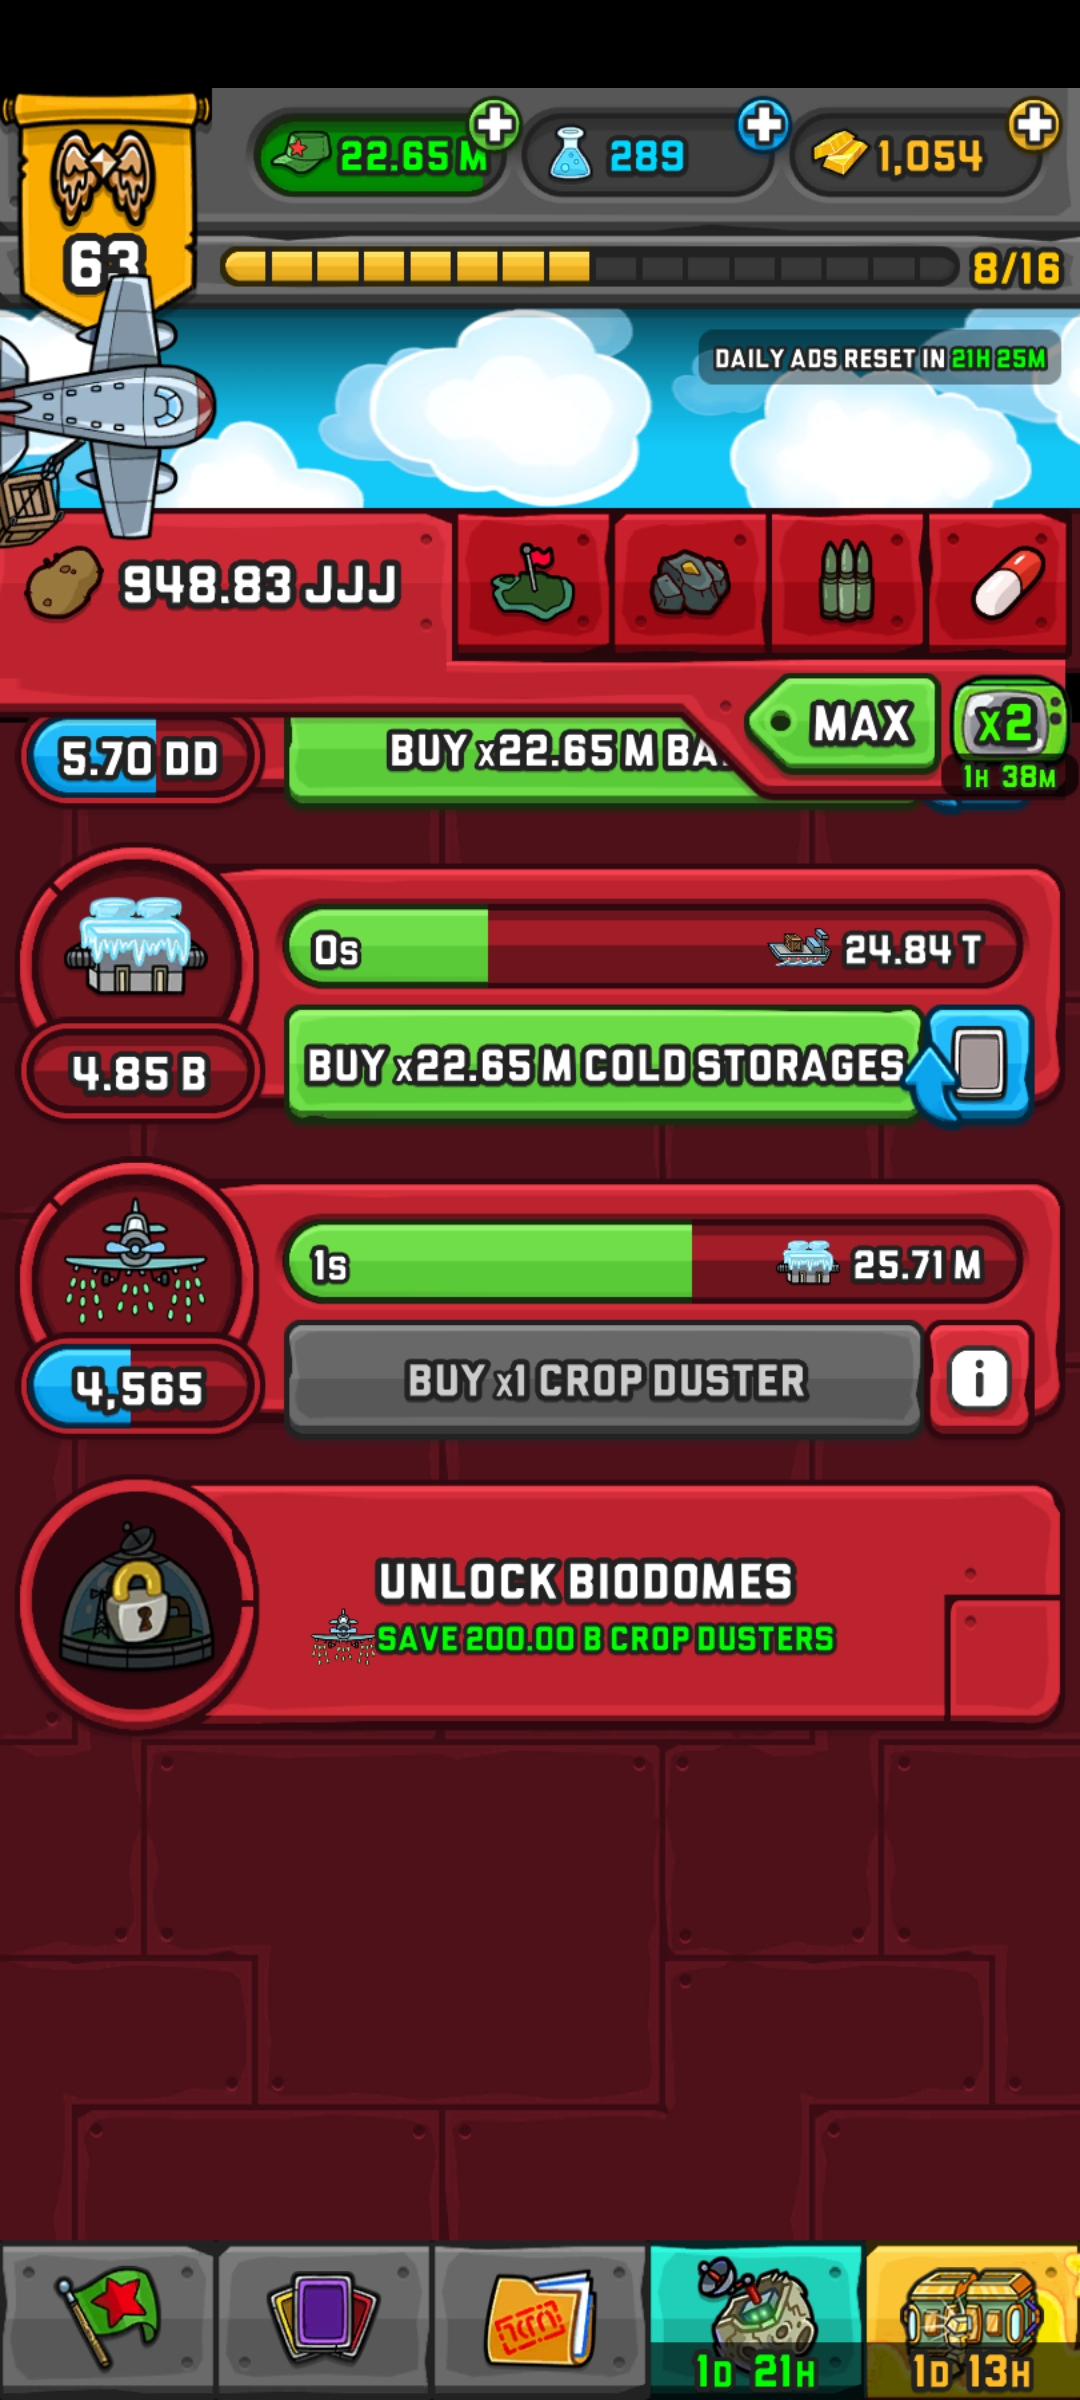 22.65 M
289
1,054
63
8/16
DAILY ADS RESET IN 21H 25M
948.83 JJJ
MAX
x2
1H 38M
5.70 DD
BUY x22.65 M BA
0s
24.84 T
4.85 B
BUY x22.65 M COLD STORAGES
1s
25.71 M
4,565
BUY x1 CROP DUSTER
i
UNLOCK BIODOMES
SAVE 200.00 B CROP DUSTERS
1D 21H
1D 13H